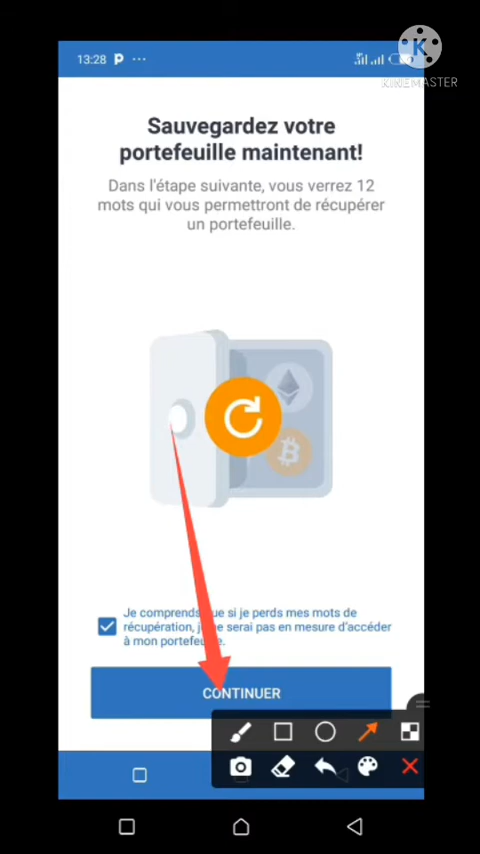 13:28
K
KINEMASTER
Sauvegardez votre
portefeuille maintenant!
Dans l'étape suivante, vous verrez 12
mots qui vous permettront de récupérer
un portefeuille.
Je comprends que si je perds mes mots de
récupération, je ne serai pas en mesure d'accéder
à mon portefeuille.
CONTINUER